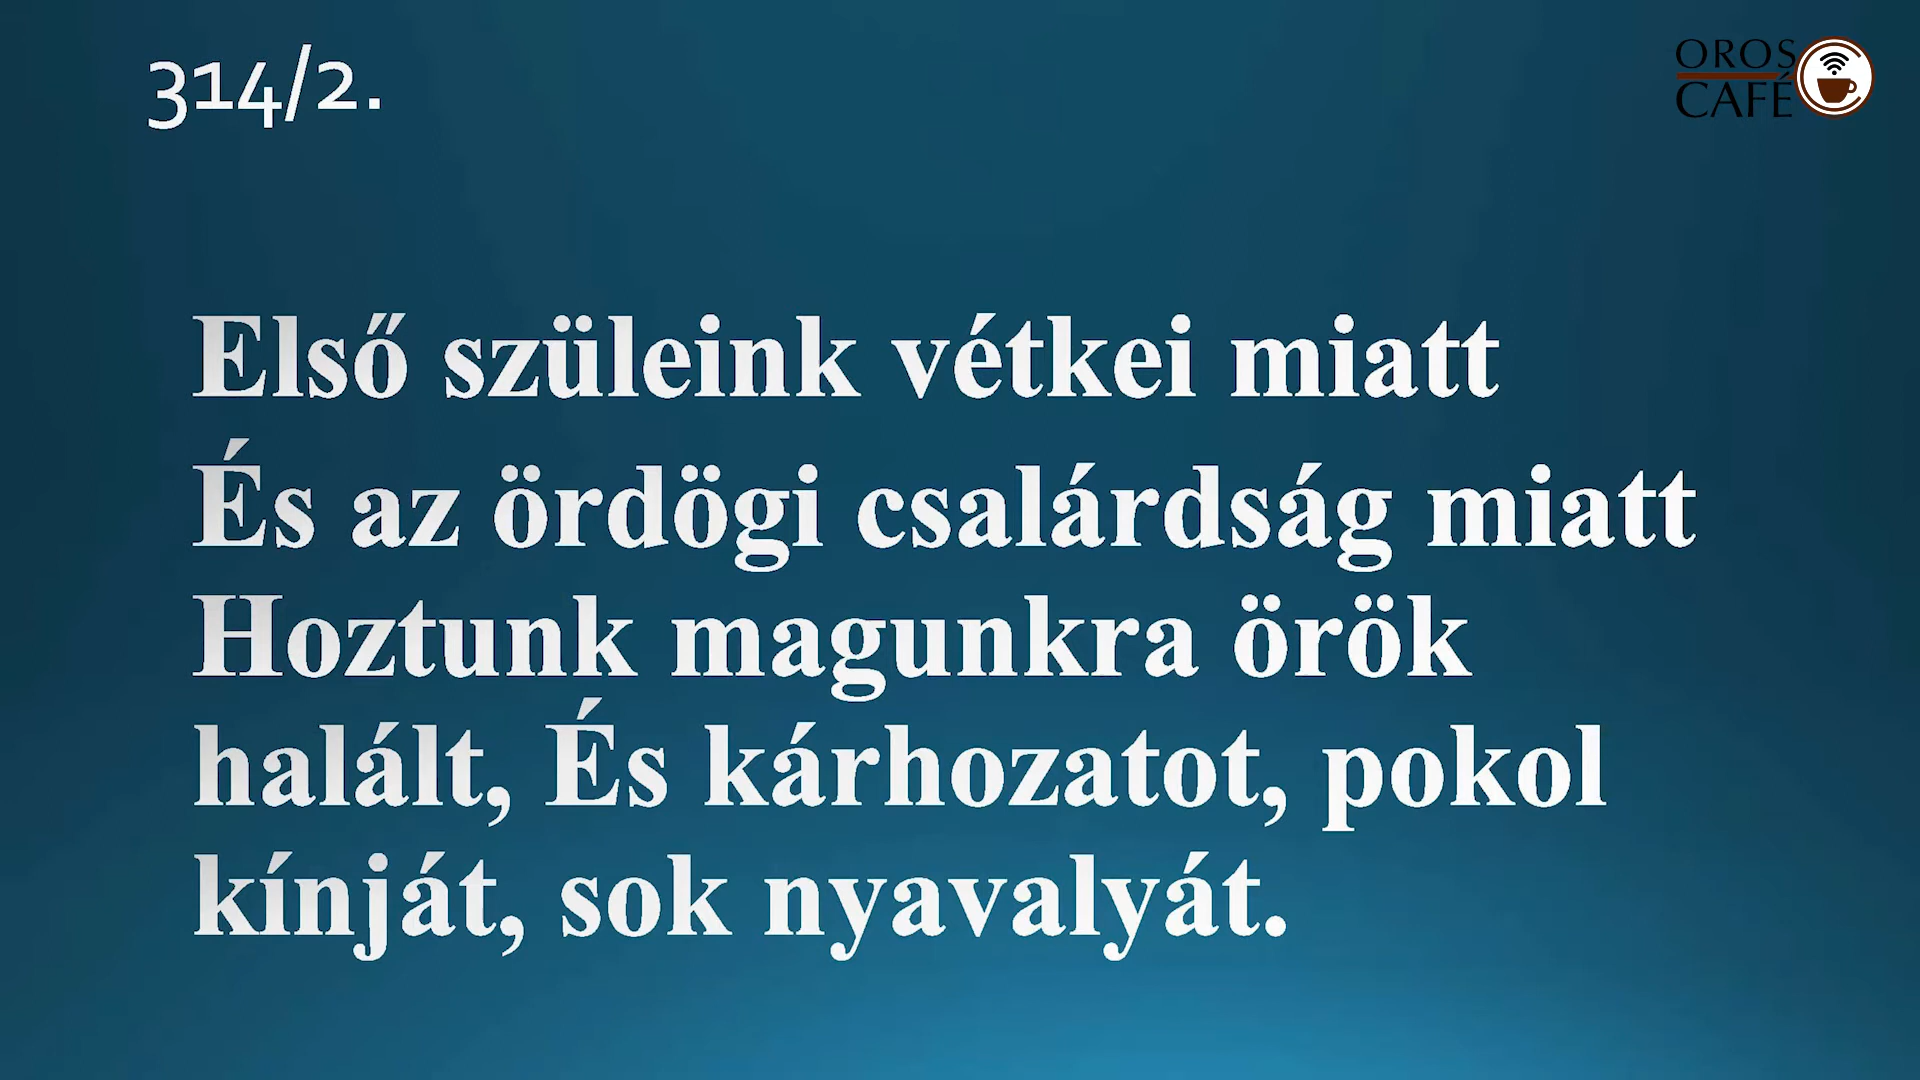 314/2.
OROS
CAFÉ
Első szüleink vétkei miatt
És az ördögi csalárdság miatt
Hoztunk magunkra örök
halált, És kárhozatot, pokol
kínját, sok nyavalyát.